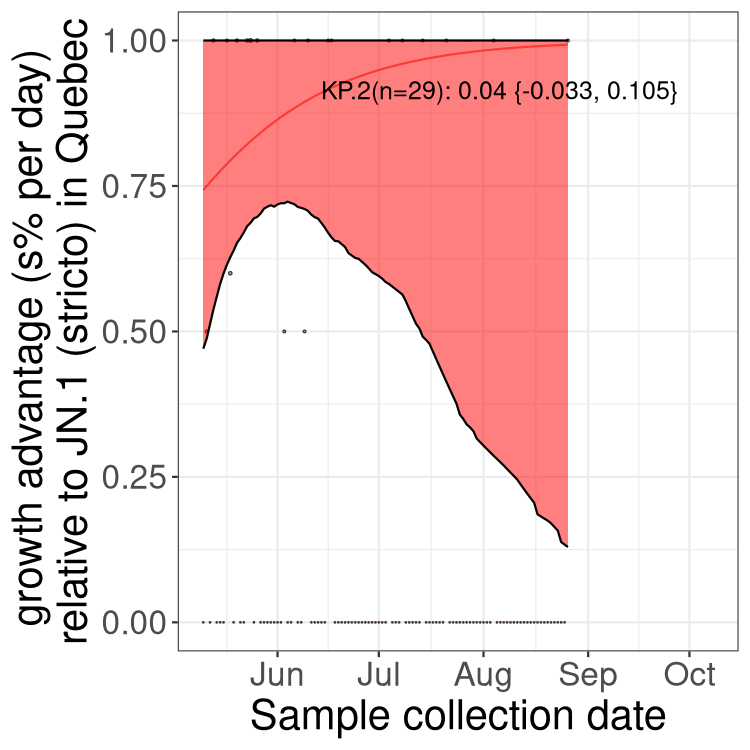 growth advantage (s% per day)
relative to JN.1 (stricto) in Quebec
1.00
0.75
0.50
0.25
0.00
KP.2(n=29): 0.04 {-0.033, 0.105}
Jun Jul Aug Sep Oct
Sample collection date